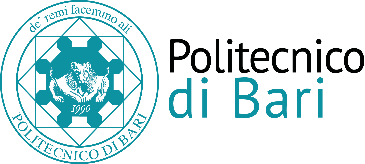 de' remi facemmo ali
1990
POLITECNICO DI BARI
Politecnico
di Bari